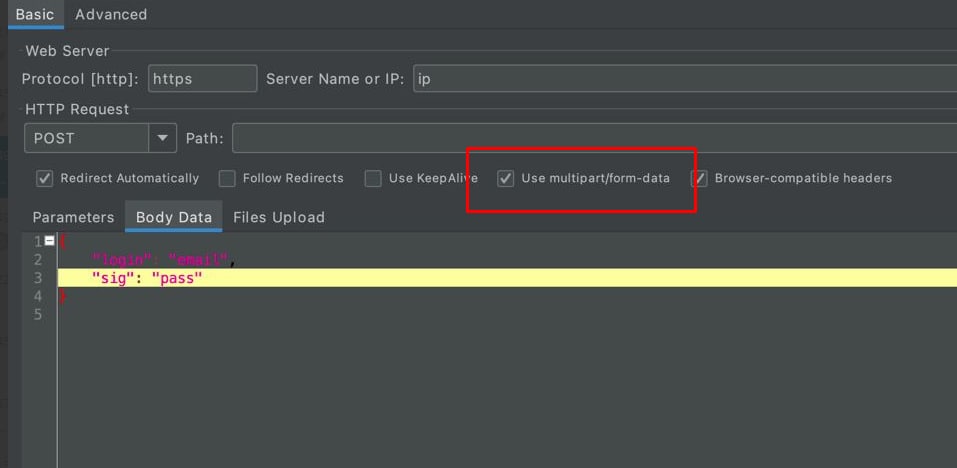 Basic Advanced
Web Server
Protocol [http]: https Server Name or IP: ip
HTTP Request
POST Path:
Redirect Automatically Follow Redirects Use KeepAlive Use multipart/form-data Browser-compatible headers
Parameters Body Data Files Upload
1 {
2 "login": "email",
3 "sig": "pass"
4 }
5